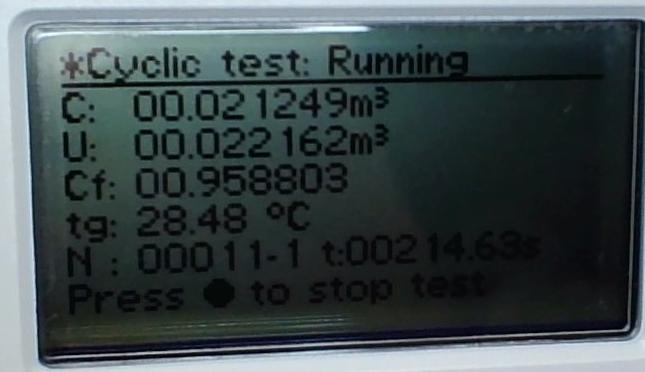 *Cyclic test: Running
C: 00.021249m³
U: 00.022162m³
Cf: 00.958803
tg: 28.48 °C
N : 00011-1 t:00214.63s
Press ● to stop test